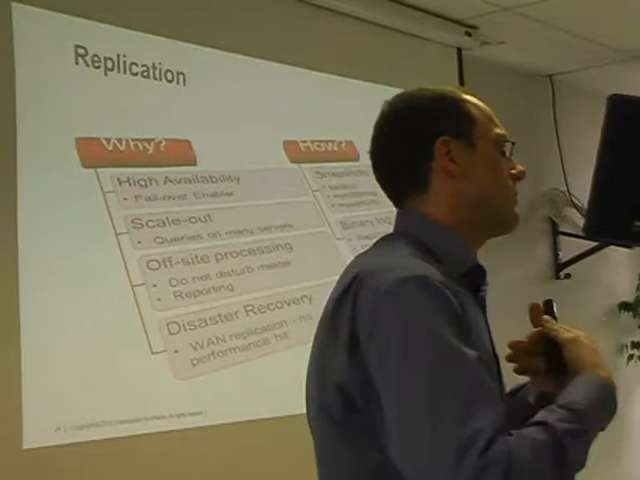 Replication
Why?
How?
High Availability
• Fail-over Enabler
Scale-out
• Queries on many servers
Off-site processing
• Do not disturb master
• Reporting
Disaster Recovery
• WAN replication - no
performance hit
Binary log